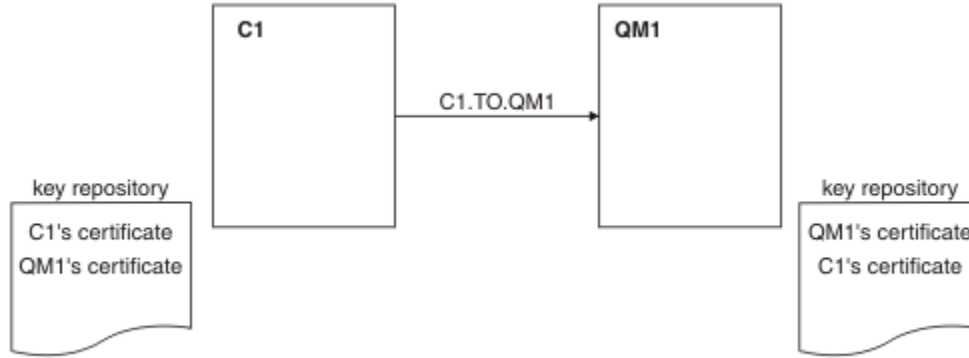 C1
QM1
C1.TO.QM1
key repository
C1's certificate
QM1's certificate
key repository
QM1's certificate
C1's certificate